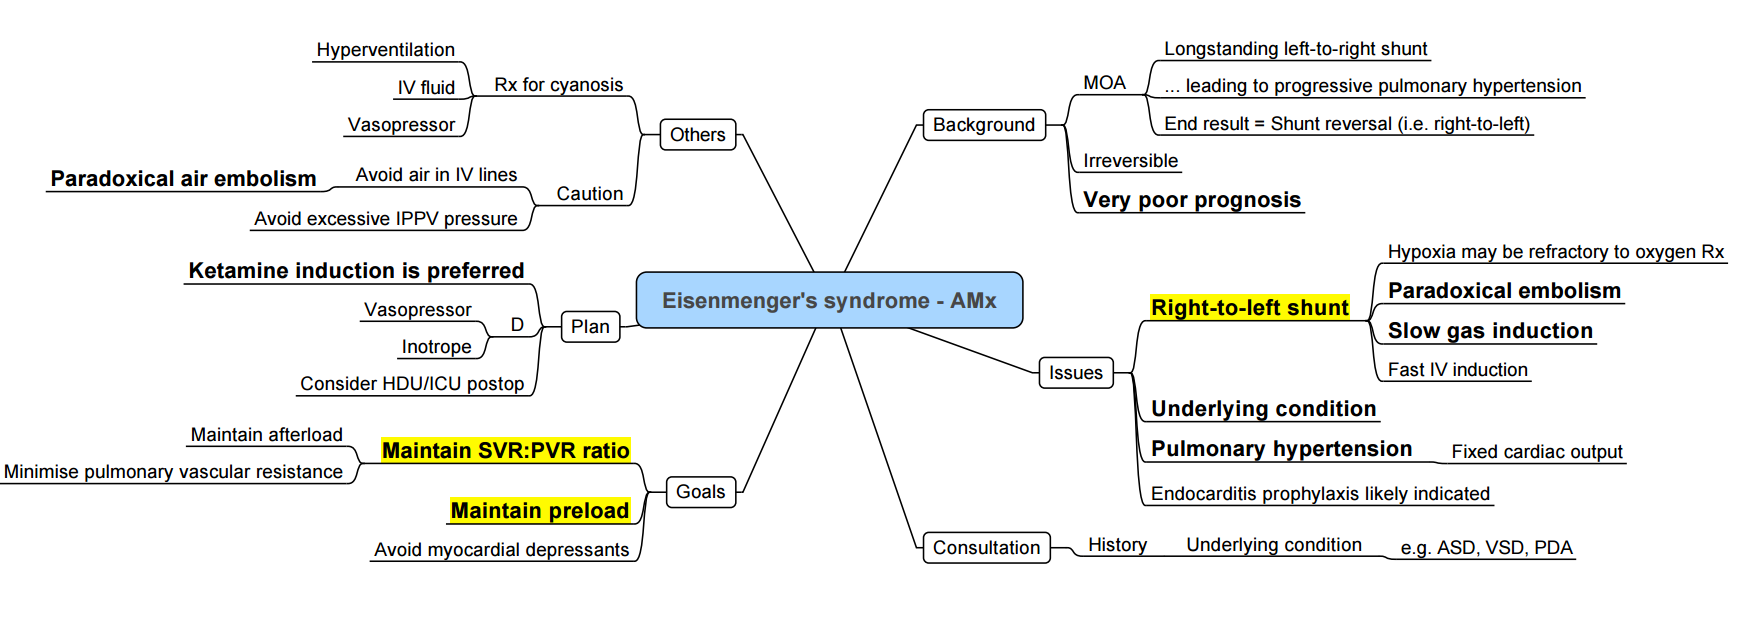 Eisenmenger's syndrome - AMx
Background
MOA
Longstanding left-to-right shunt
... leading to progressive pulmonary hypertension
End result = Shunt reversal (i.e. right-to-left)
Irreversible
Very poor prognosis
Issues
Right-to-left shunt
Hypoxia may be refractory to oxygen Rx
Paradoxical embolism
Slow gas induction
Fast IV induction
Underlying condition
Pulmonary hypertension
Fixed cardiac output
Endocarditis prophylaxis likely indicated
Consultation
History
Underlying condition
e.g. ASD, VSD, PDA
Goals
Maintain SVR:PVR ratio
Maintain afterload
Minimise pulmonary vascular resistance
Maintain preload
Avoid myocardial depressants
Plan
Ketamine induction is preferred
D
Vasopressor
Inotrope
Consider HDU/ICU postop
Others
Rx for cyanosis
Hyperventilation
IV fluid
Vasopressor
Caution
Avoid air in IV lines
Paradoxical air embolism
Avoid excessive IPPV pressure